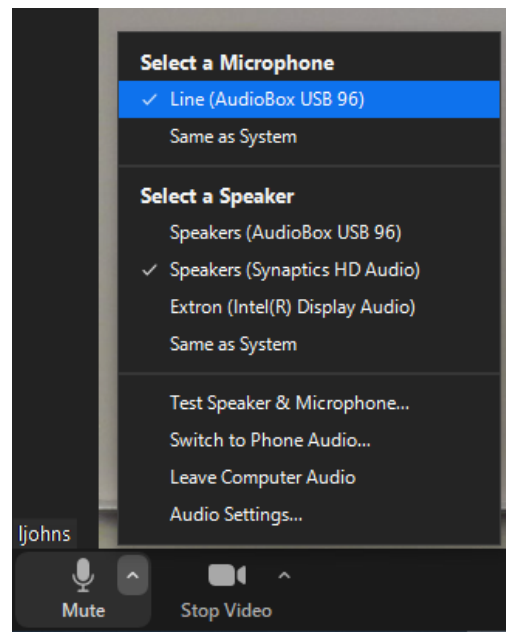 Select a Microphone
Line (AudioBox USB 96)
Same as System
Select a Speaker
Speakers (AudioBox USB 96)
Speakers (Synaptics HD Audio)
Extron (Intel(R) Display Audio)
Same as System
Test Speaker & Microphone...
Switch to Phone Audio...
Leave Computer Audio
Audio Settings...
ljohns
Mute
Stop Video